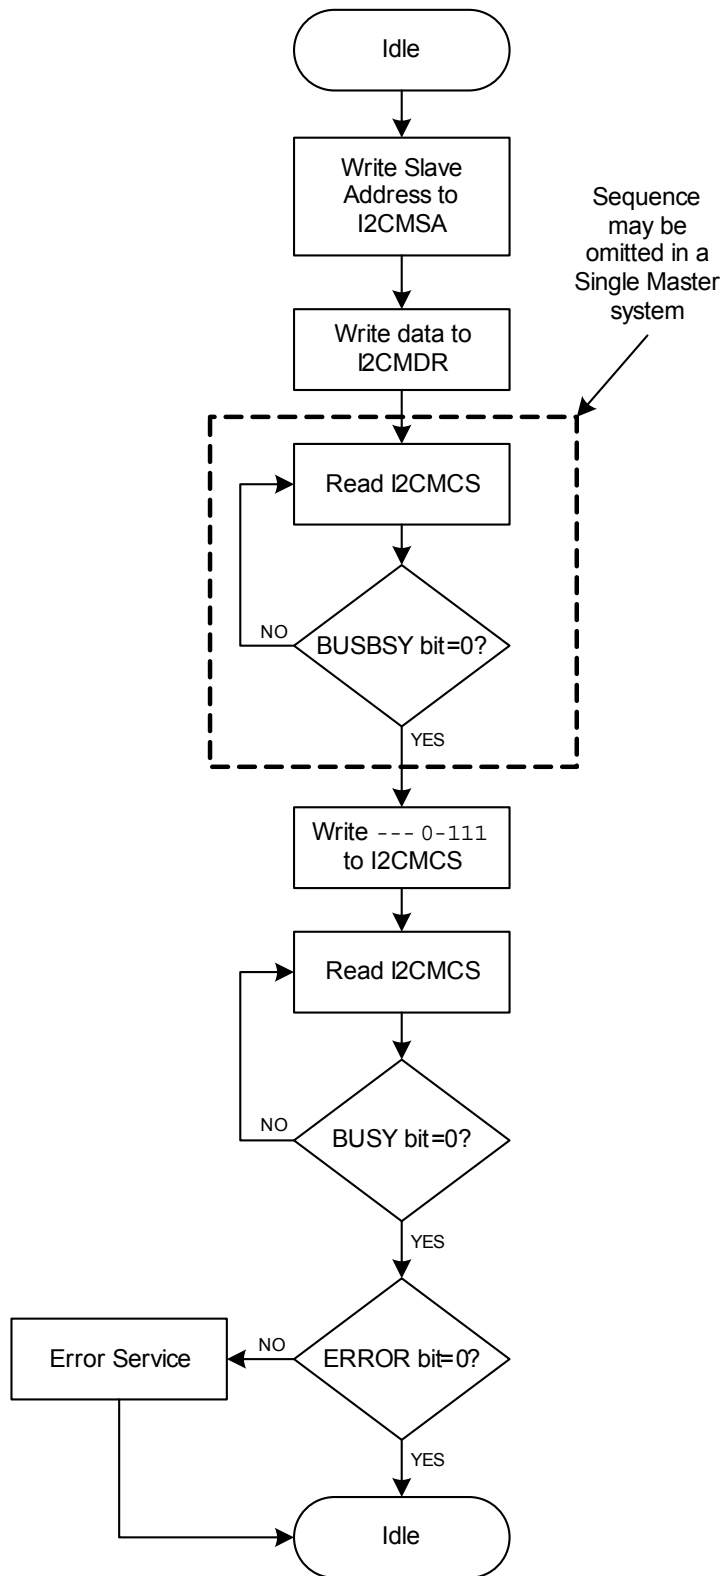 Idle
Write Slave
Address to
I2CMSA
Sequence
may be
omitted in a
Single Master
system
Write data to
I2CMDR
Read I2CMCS
NO
BUSBSY bit=0?
YES
Write --- 0-111
to I2CMCS
Read I2CMCS
NO
BUSY bit=0?
YES
Error Service
NO
ERROR bit=0?
YES
Idle